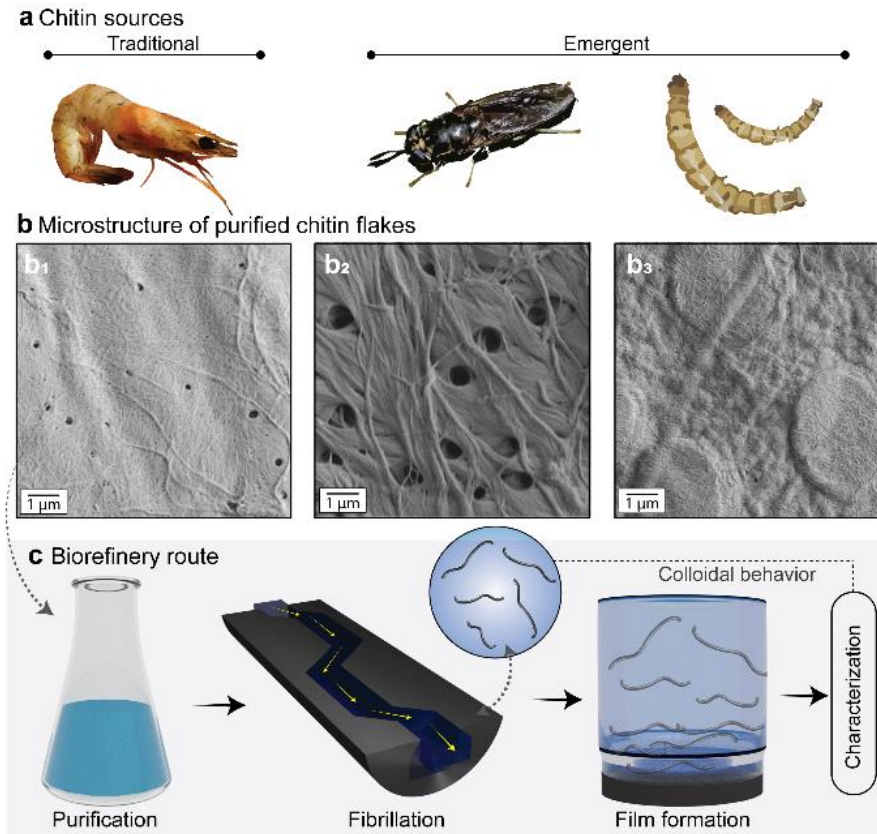 a Chitin sources
Traditional
Emergent
b Microstructure of purified chitin flakes
b₁
b₂
b₃
1 µm
1 µm
1 µm
c Biorefinery route
Colloidal behavior
Characterization
Purification
Fibrillation
Film formation